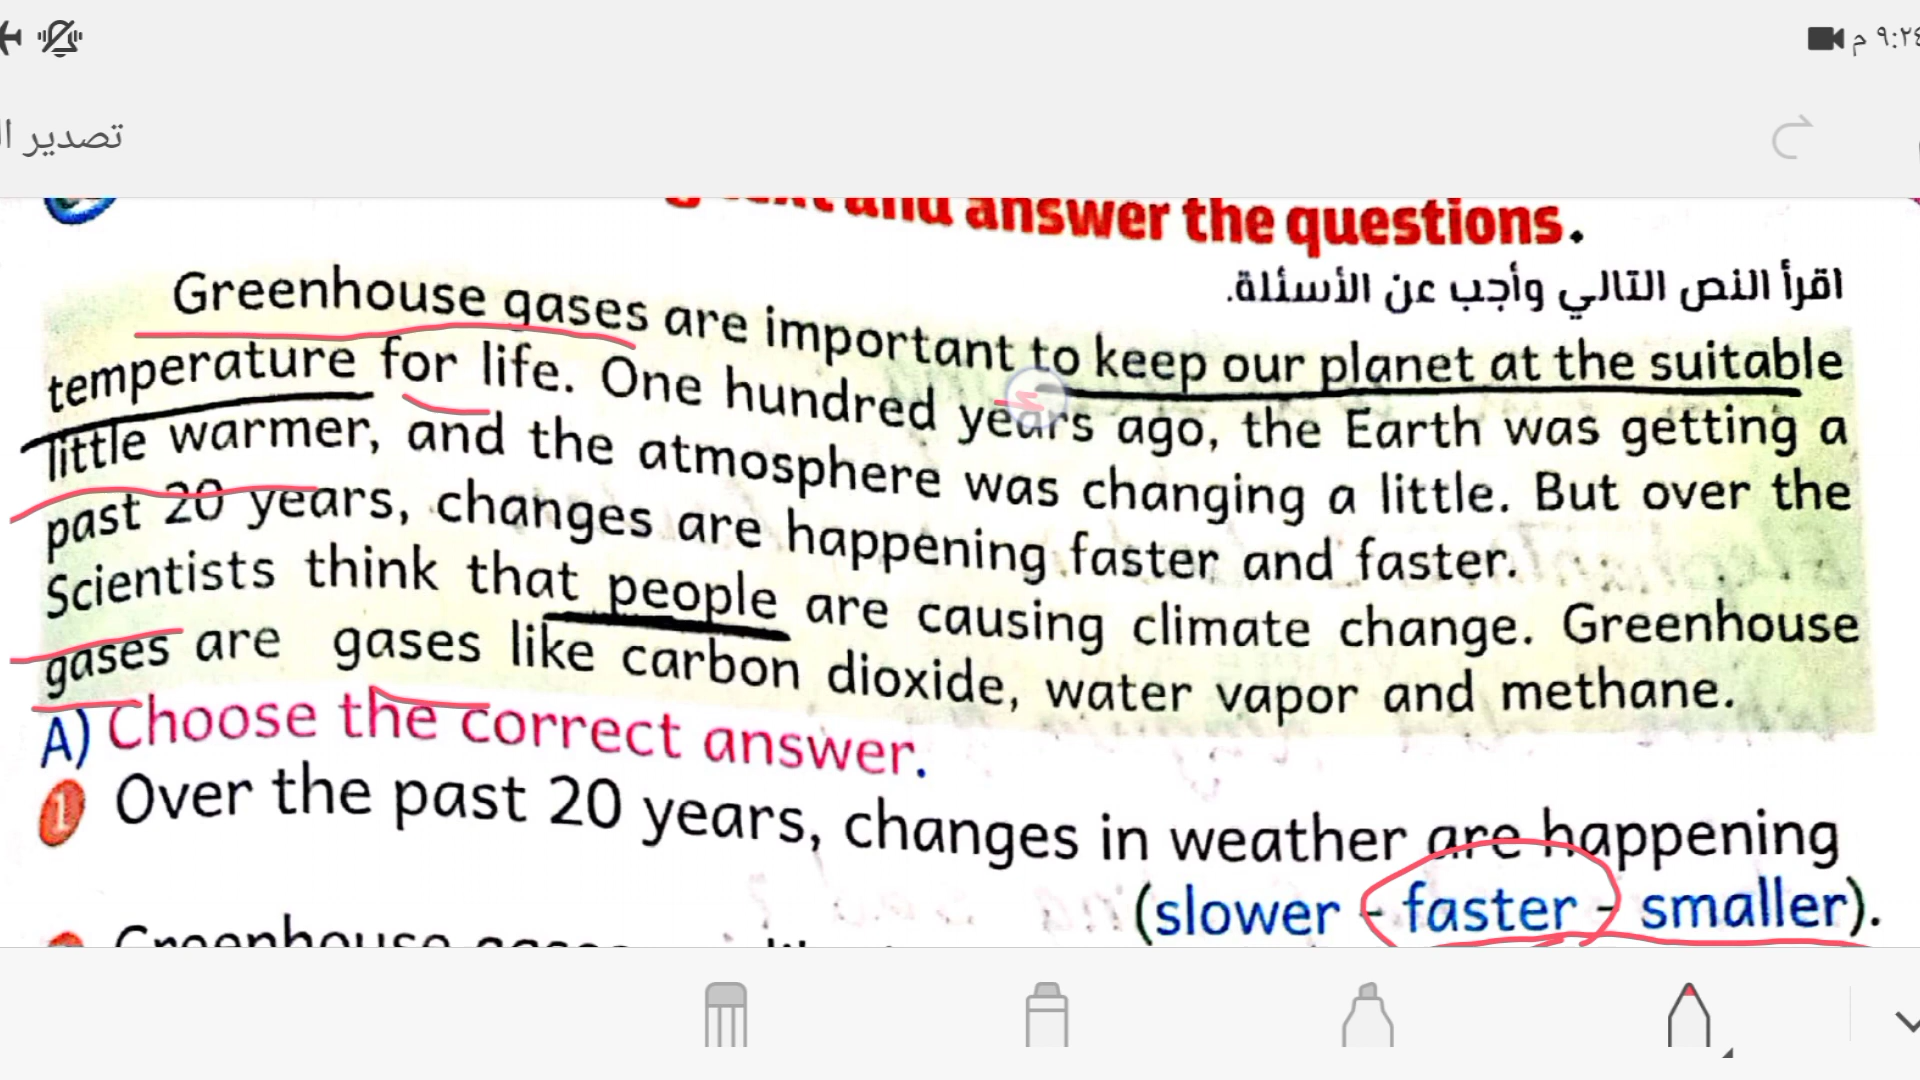 م ٩:٢٤
تصدير
and answer the questions.
اقرأ النص التالي وأجب عن الأسئلة.
Greenhouse gases are important to keep our planet at the suitable
temperature for life. One hundred years ago, the Earth was getting a
little warmer, and the atmosphere was changing a little. But over the
past 20 years, changes are happening faster and faster.
Scientists think that people are causing climate change. Greenhouse
gases are gases like carbon dioxide, water vapor and methane.
A) Choose the correct answer.
1 Over the past 20 years, changes in weather are happening
(slower - faster - smaller).
Greenhouse gases